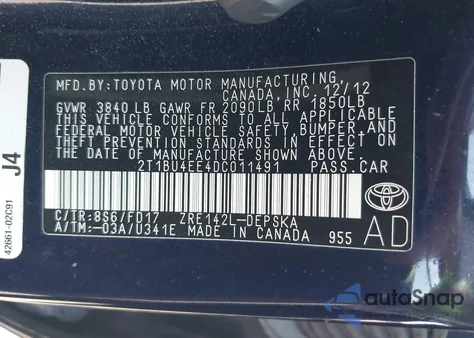 MFD.BY:TOYOTA MOTOR MANUFACTURING,
CANADA, INC. 12/12
GVWR 3840LB GAWR FR 2090LB RR 1850LB
THIS VEHICLE CONFORMS TO ALL APPLICABLE
FEDERAL MOTOR VEHICLE SAFETY, BUMPER, AND
THEFT PREVENTION STANDARDS IN EFFECT ON
THE DATE OF MANUFACTURE SHOWN ABOVE.
2T1BU4EE4DC011491 PASS.CAR
C/TR:8S6/FD17 ZRE142L-DEPSKA
A/TM:-03A/U341E MADE IN CANADA 955
AD
J4
42661-02C91
autoSnap